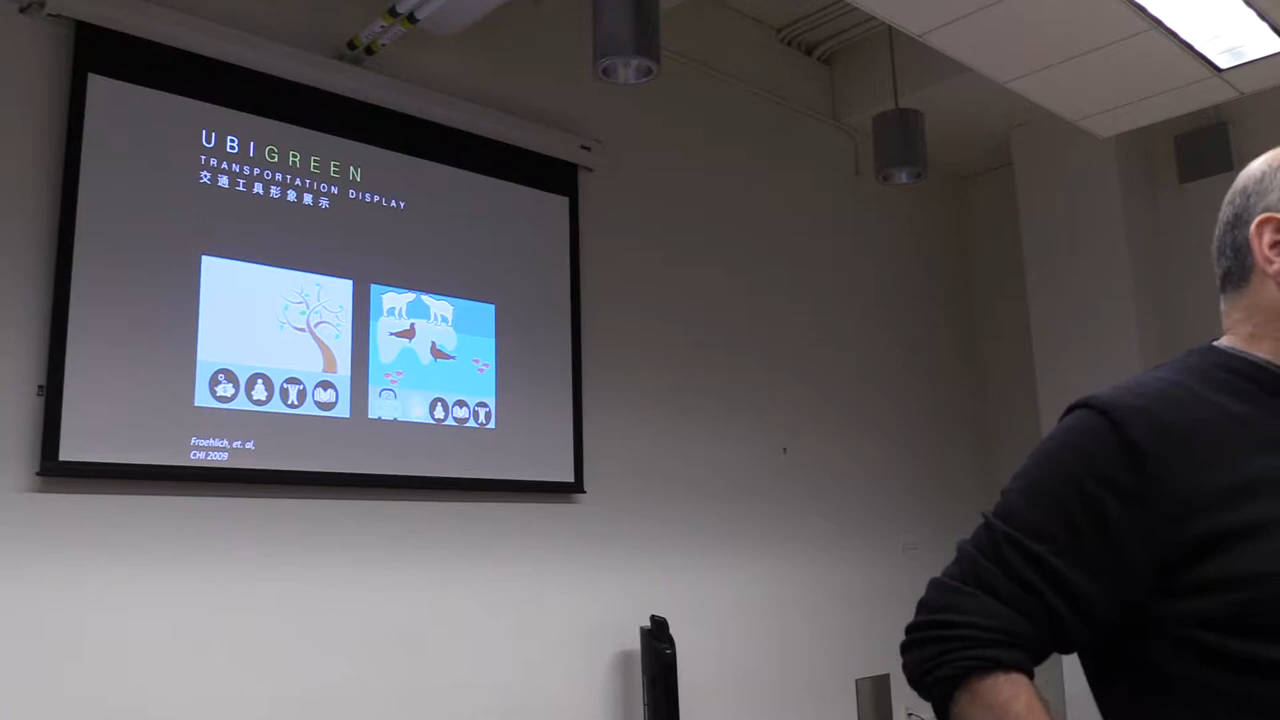 UBIGREEN
TRANSPORTATION DISPLAY
交通工具形象展示
Froehlich, et. al,
CHI 2009